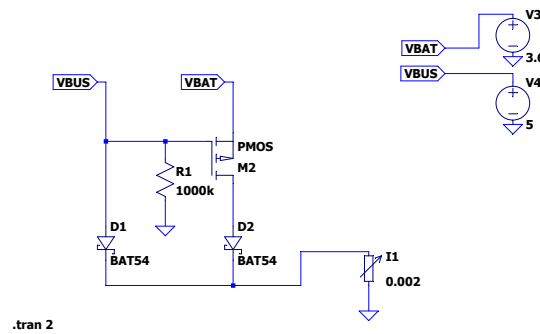 V3
VBAT
3.6
VBUS
V4
5
VBUS
VBAT
PMOS
M2
R1
1000k
D1
BAT54
D2
BAT54
I1
0.002
.tran 2